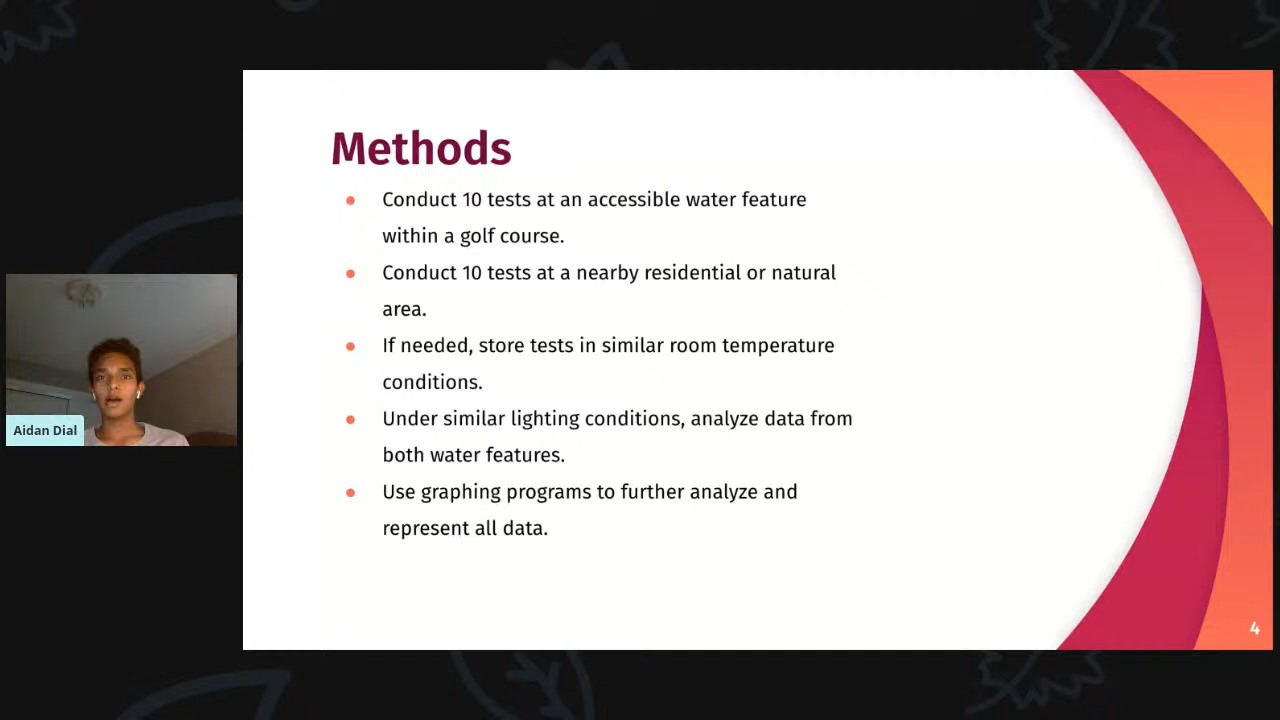 Methods
Conduct 10 tests at an accessible water feature
within a golf course.
Conduct 10 tests at a nearby residential or natural
area.
If needed, store tests in similar room temperature
conditions.
Under similar lighting conditions, analyze data from
both water features.
Use graphing programs to further analyze and
represent all data.
Aidan Dial
4